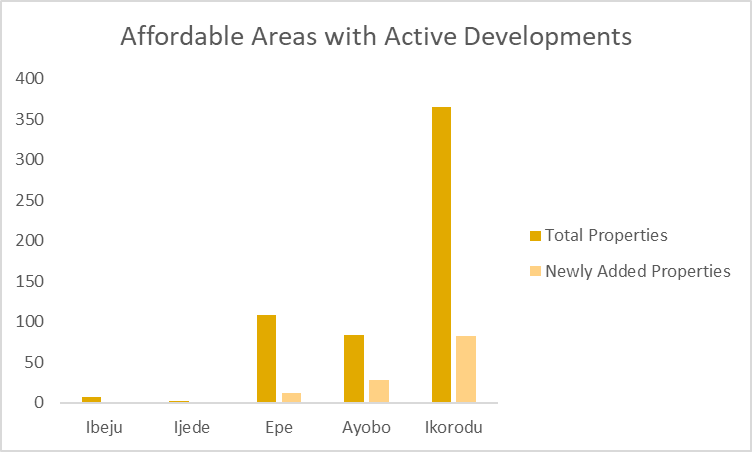 Affordable Areas with Active Developments
400
350
300
250
200
150
100
50
0
Ibeju Ijede Epe Ayobo Ikorodu
Total Properties
Newly Added Properties